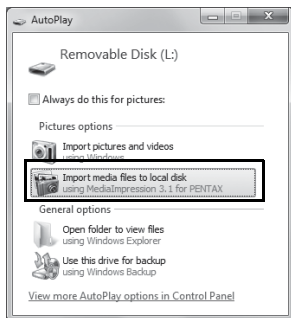 AutoPlay
Removable Disk (L:)
Always do this for pictures:
Pictures options
Import pictures and videos
using Windows
Import media files to local disk
using MediaImpression 3.1 for PENTAX
General options
Open folder to view files
using Windows Explorer
Use this drive for backup
using Windows Backup
View more AutoPlay options in Control Panel